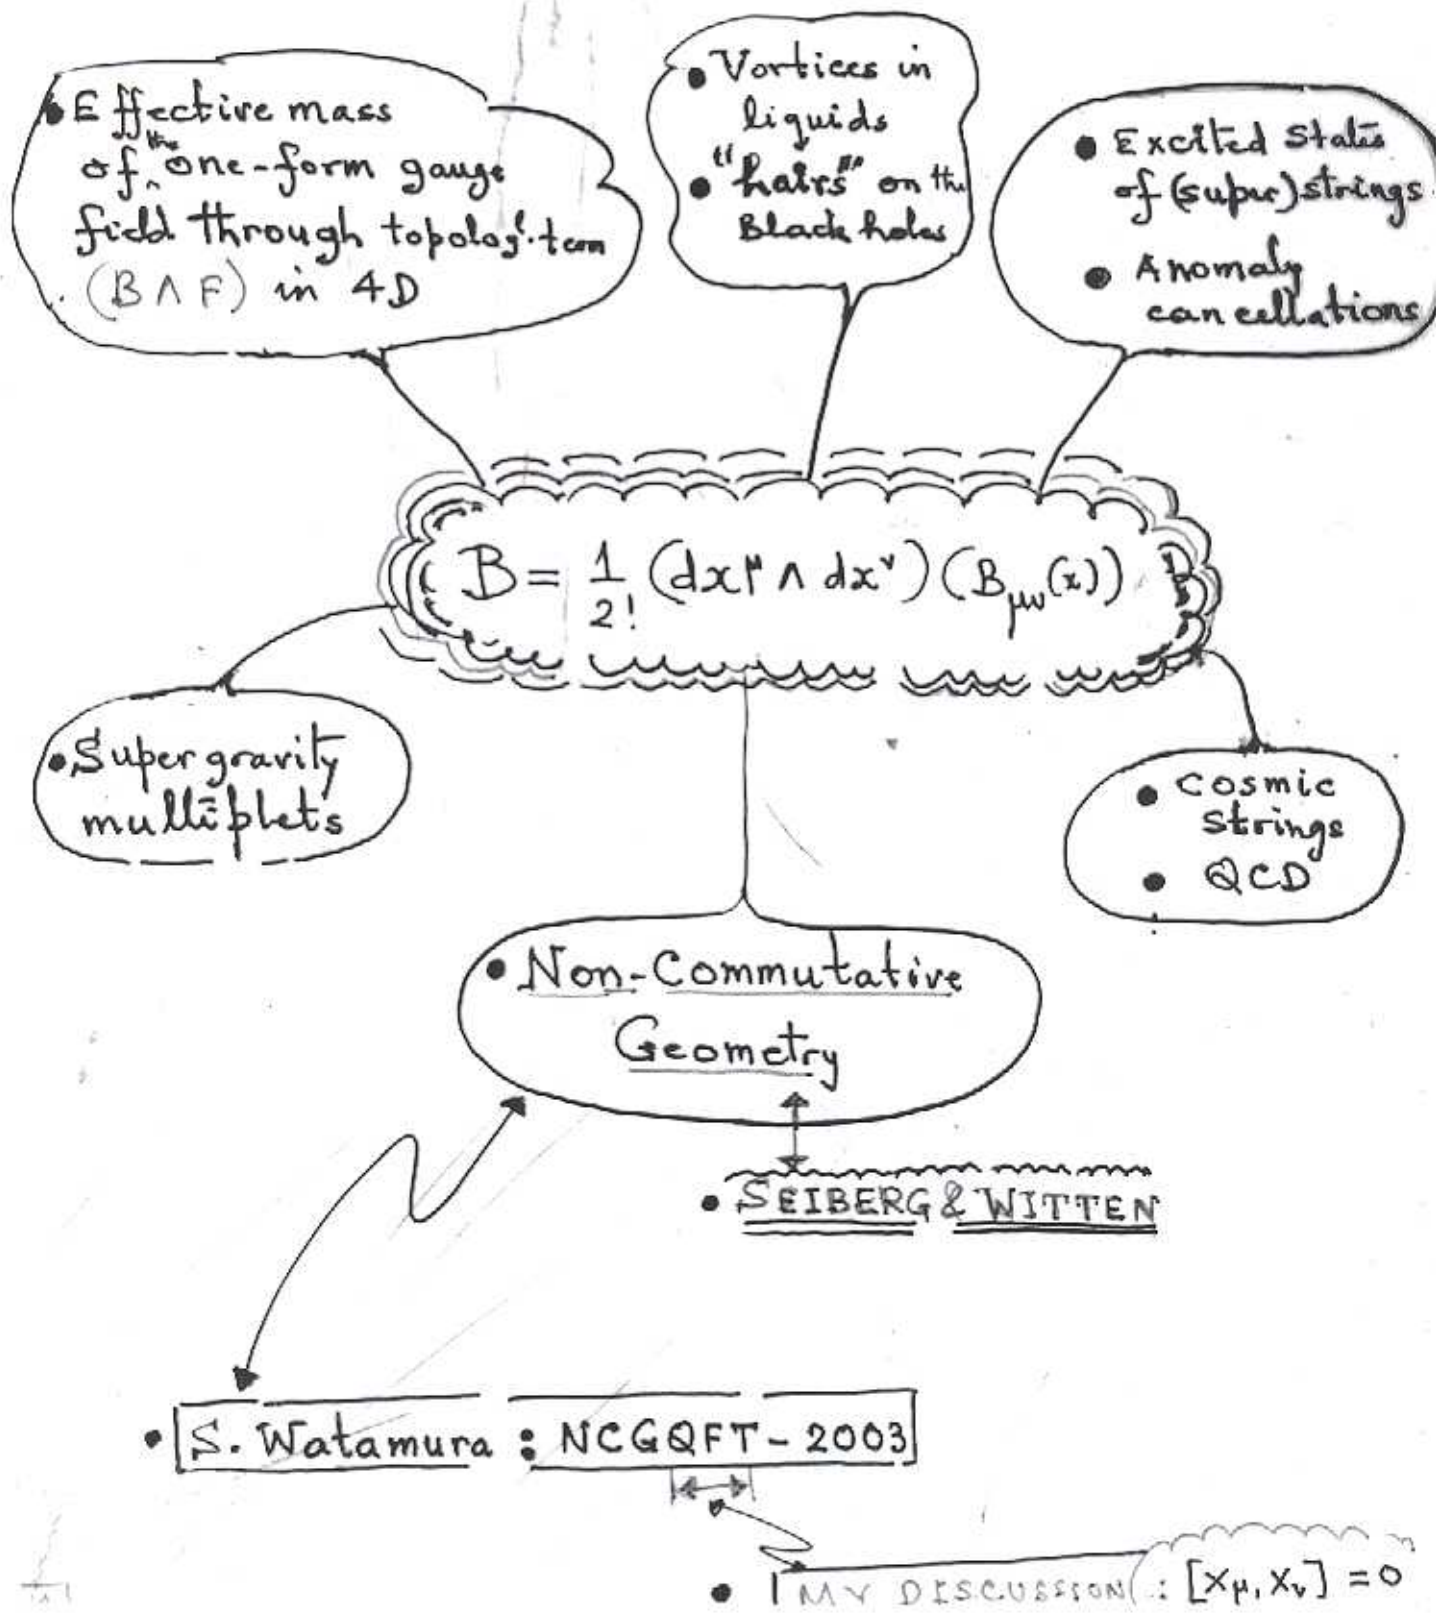 • Effective mass
of the one-form gauge
field through topolog!. term
(B ∧ F) in 4D
• Vortices in
liquids
• "hairs" on the
Black holes
• Excited States
of (super)strings
• Anomaly
cancellations
B = 1/2! (dx^μ ∧ dx^ν) (B_μν(x))
• Supergravity
multiplets
• Cosmic
Strings
• QCD
• Non-Commutative
Geometry
• SEIBERG & WITTEN
• S. Watamura : NCGQFT - 2003
• MY DISCUSSION : [X_μ, X_ν] = 0